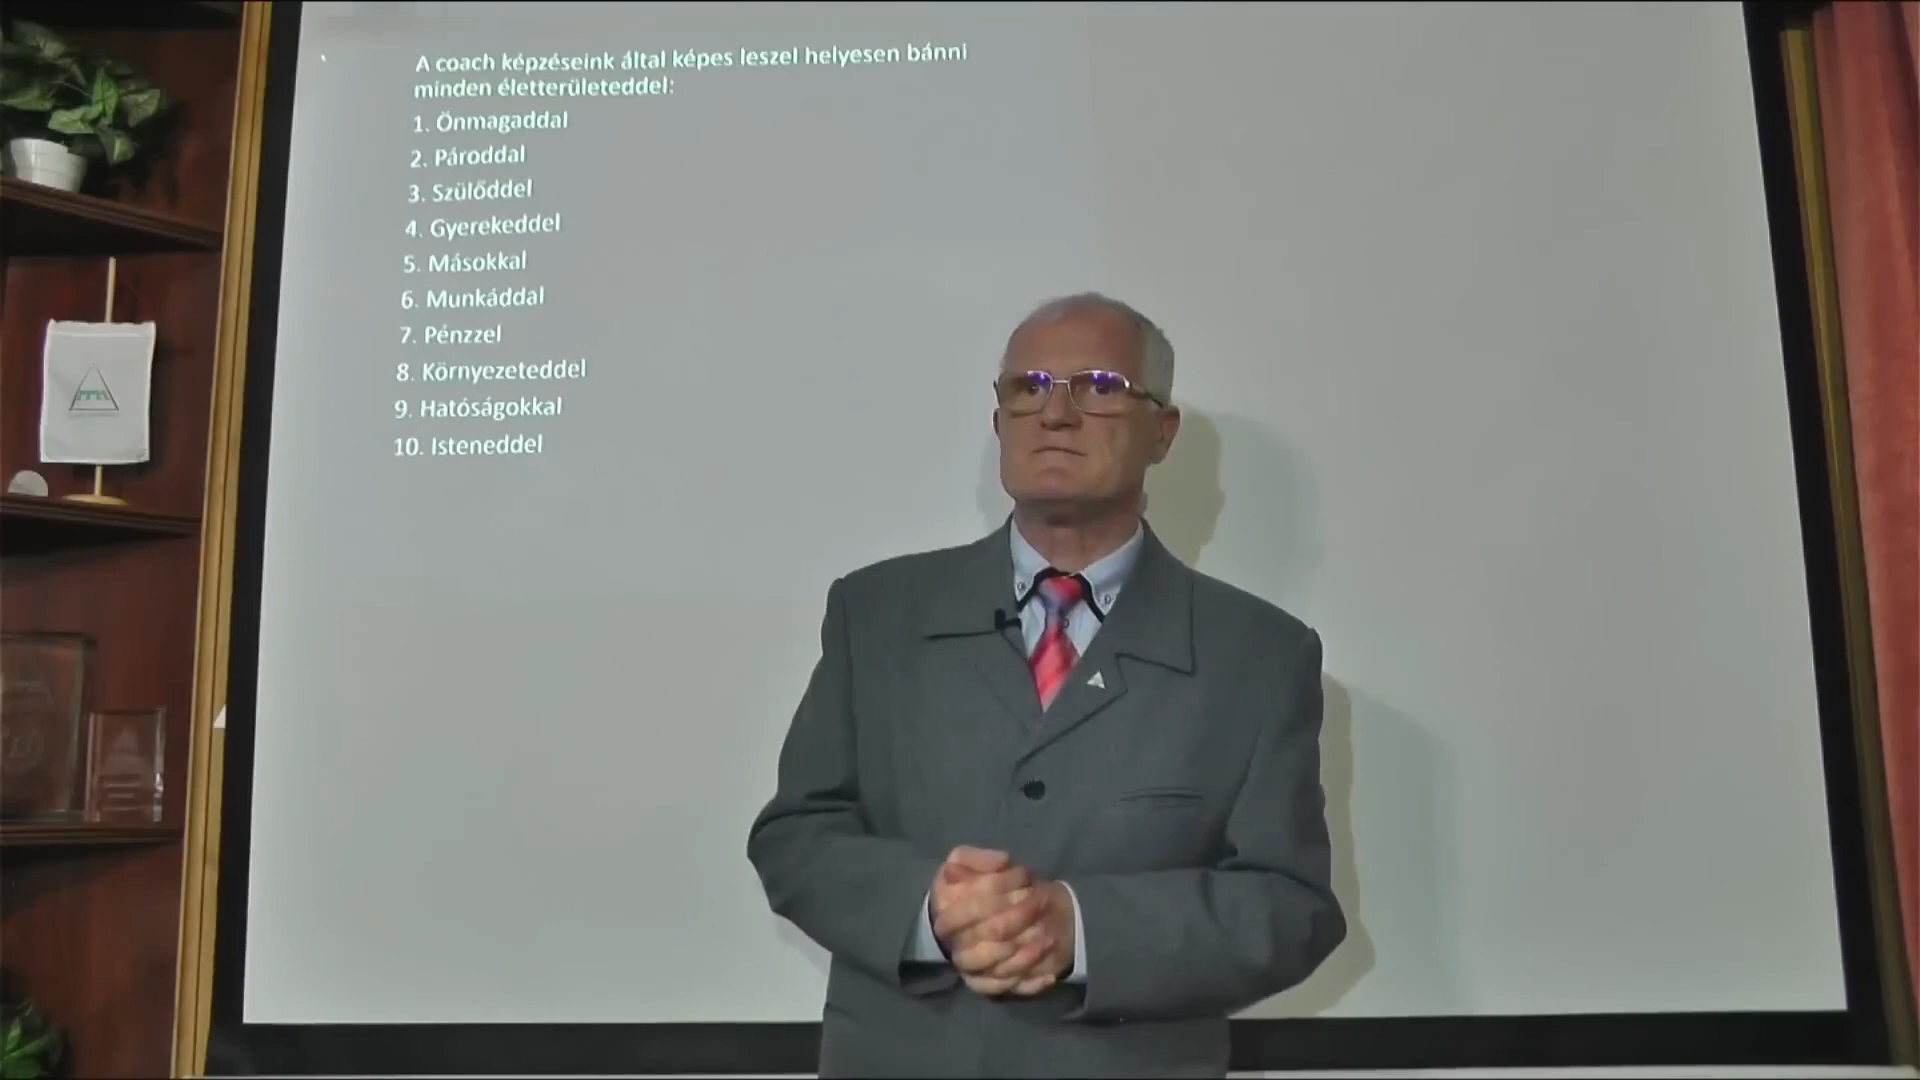 A coach képzéseink által képes leszel helyesen bánni
minden életterületeddel:
1. Önmagaddal
2. Pároddal
3. Szülőddel
4. Gyerekeddel
5. Másokkal
6. Munkáddal
7. Pénzzel
8. Környezeteddel
9. Hatóságokkal
10. Isteneddel